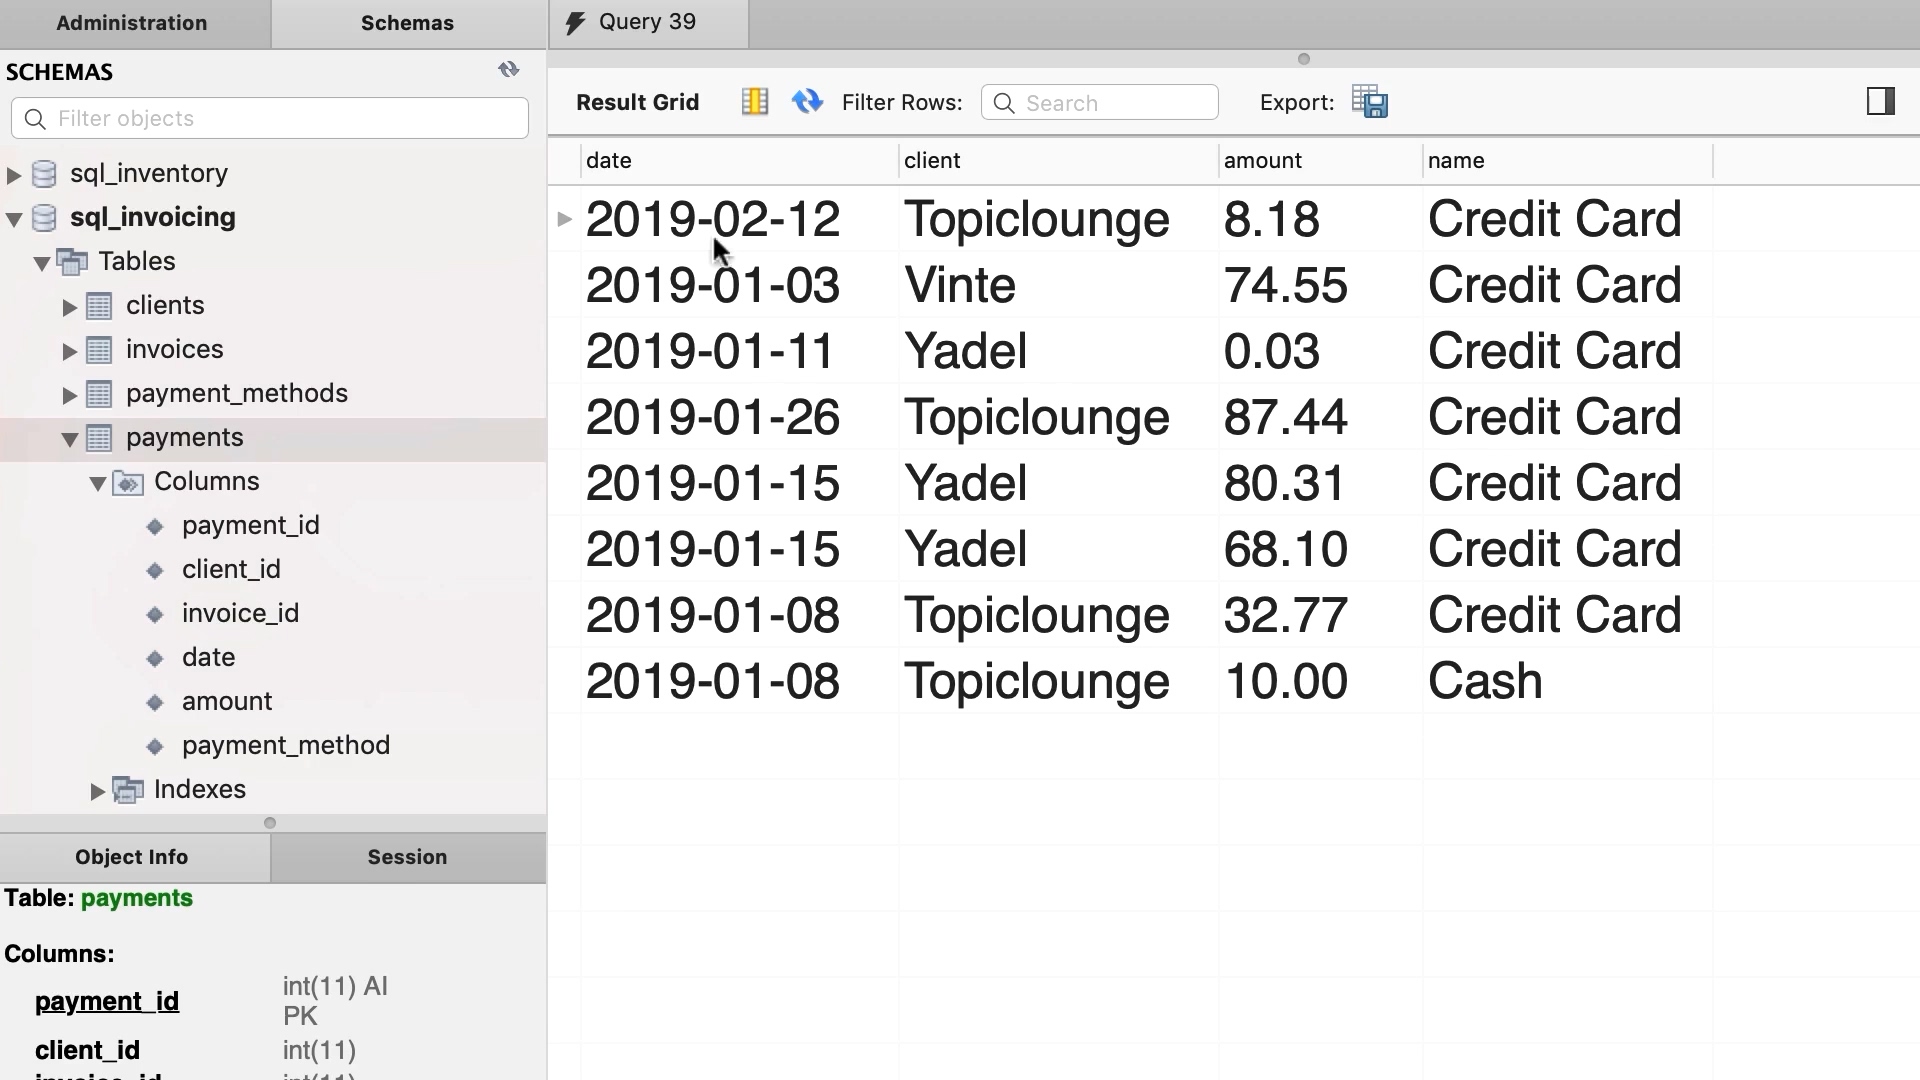 Administration
Schemas
Query 39
SCHEMAS
Filter objects
sql_inventory
sql_invoicing
Tables
clients
invoices
payment_methods
payments
Columns
payment_id
client_id
invoice_id
date
amount
payment_method
Indexes
Object Info
Session
Table: payments
Columns:
payment_id int(11) AI PK
client_id int(11)
invoice_id int(11)
Result Grid Filter Rows: Search Export:
date client amount name
2019-02-12 Topiclounge 8.18 Credit Card
2019-01-03 Vinte 74.55 Credit Card
2019-01-11 Yadel 0.03 Credit Card
2019-01-26 Topiclounge 87.44 Credit Card
2019-01-15 Yadel 80.31 Credit Card
2019-01-15 Yadel 68.10 Credit Card
2019-01-08 Topiclounge 32.77 Credit Card
2019-01-08 Topiclounge 10.00 Cash